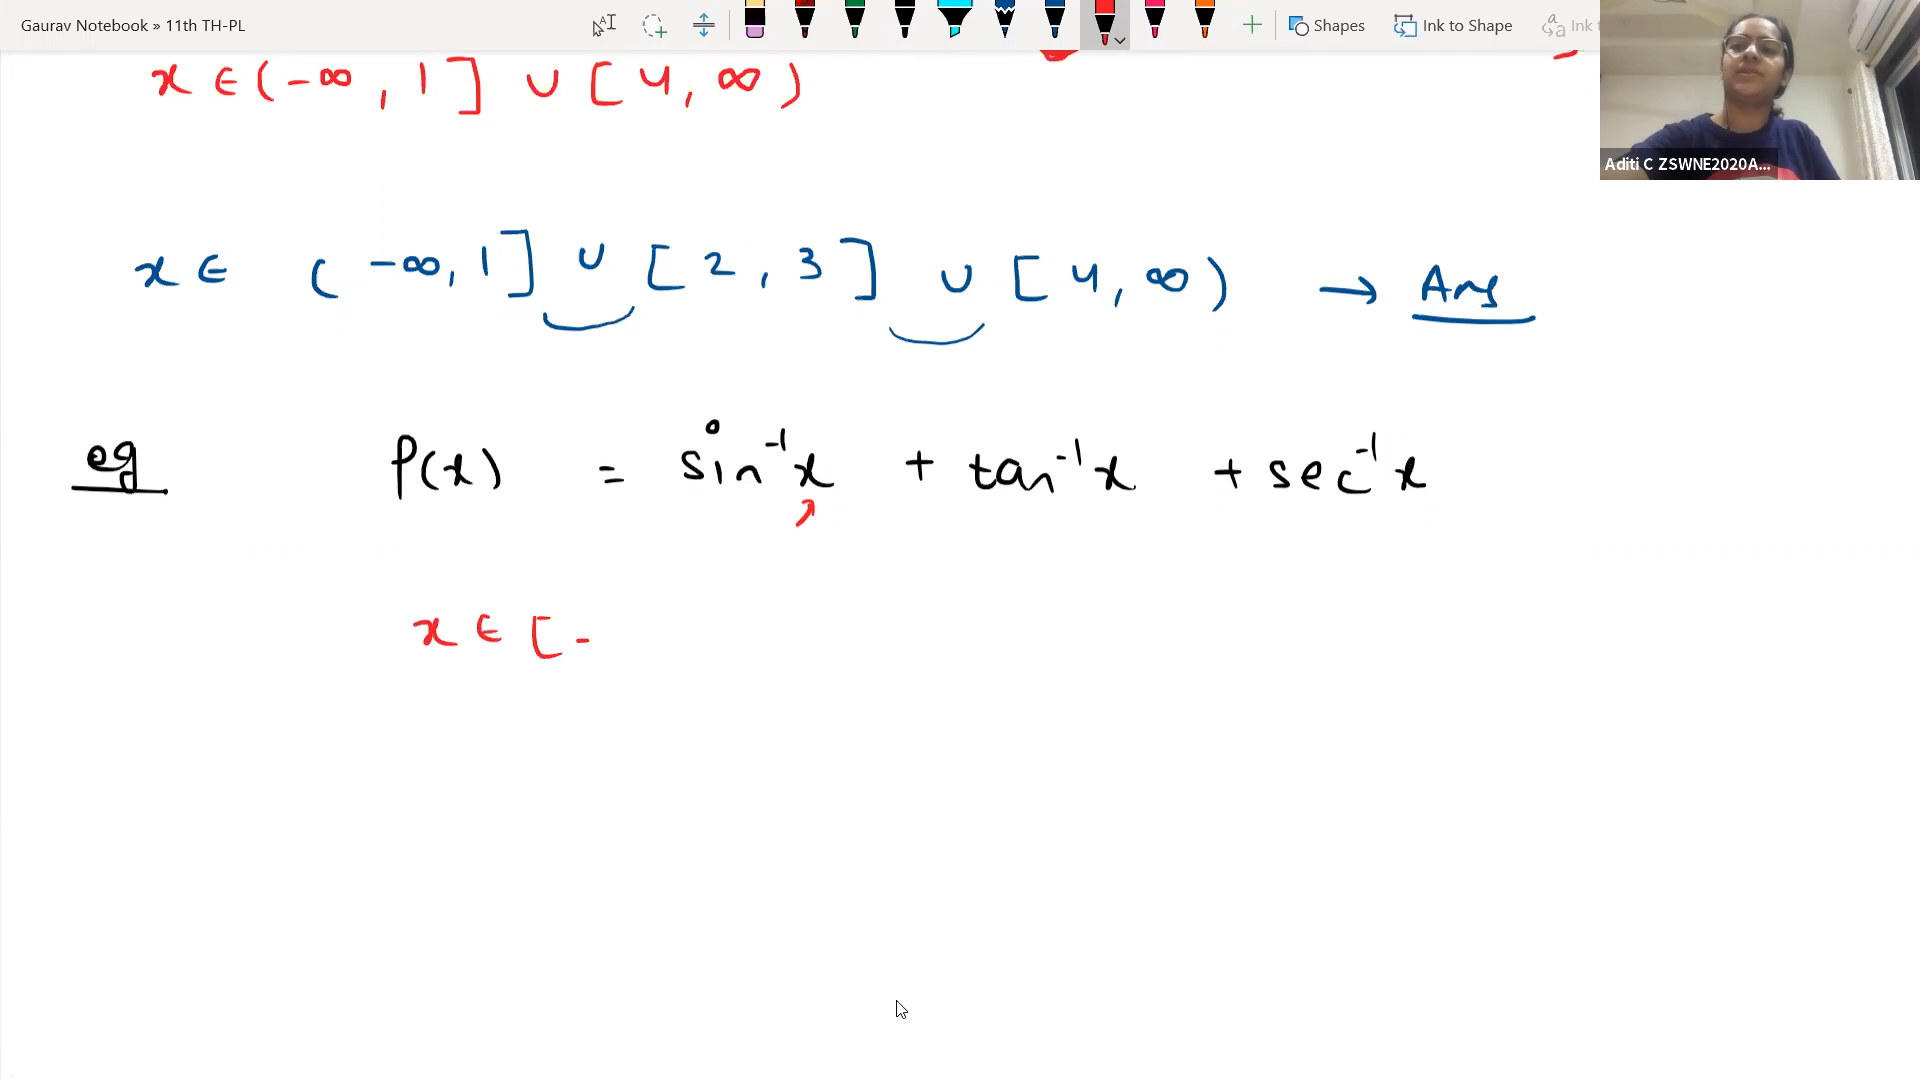 Gaurav Notebook » 11th TH-PL
Shapes
Ink to Shape
Ink t
x ∈ (-∞, 1] ∪ [4, ∞)
Aditi C ZSWNE2020A...
x ∈ (-∞, 1] ∪ [2, 3] ∪ [4, ∞) → Ans
eg f(x) = sin⁻¹x + tan⁻¹x + sec⁻¹x
x ∈ [-